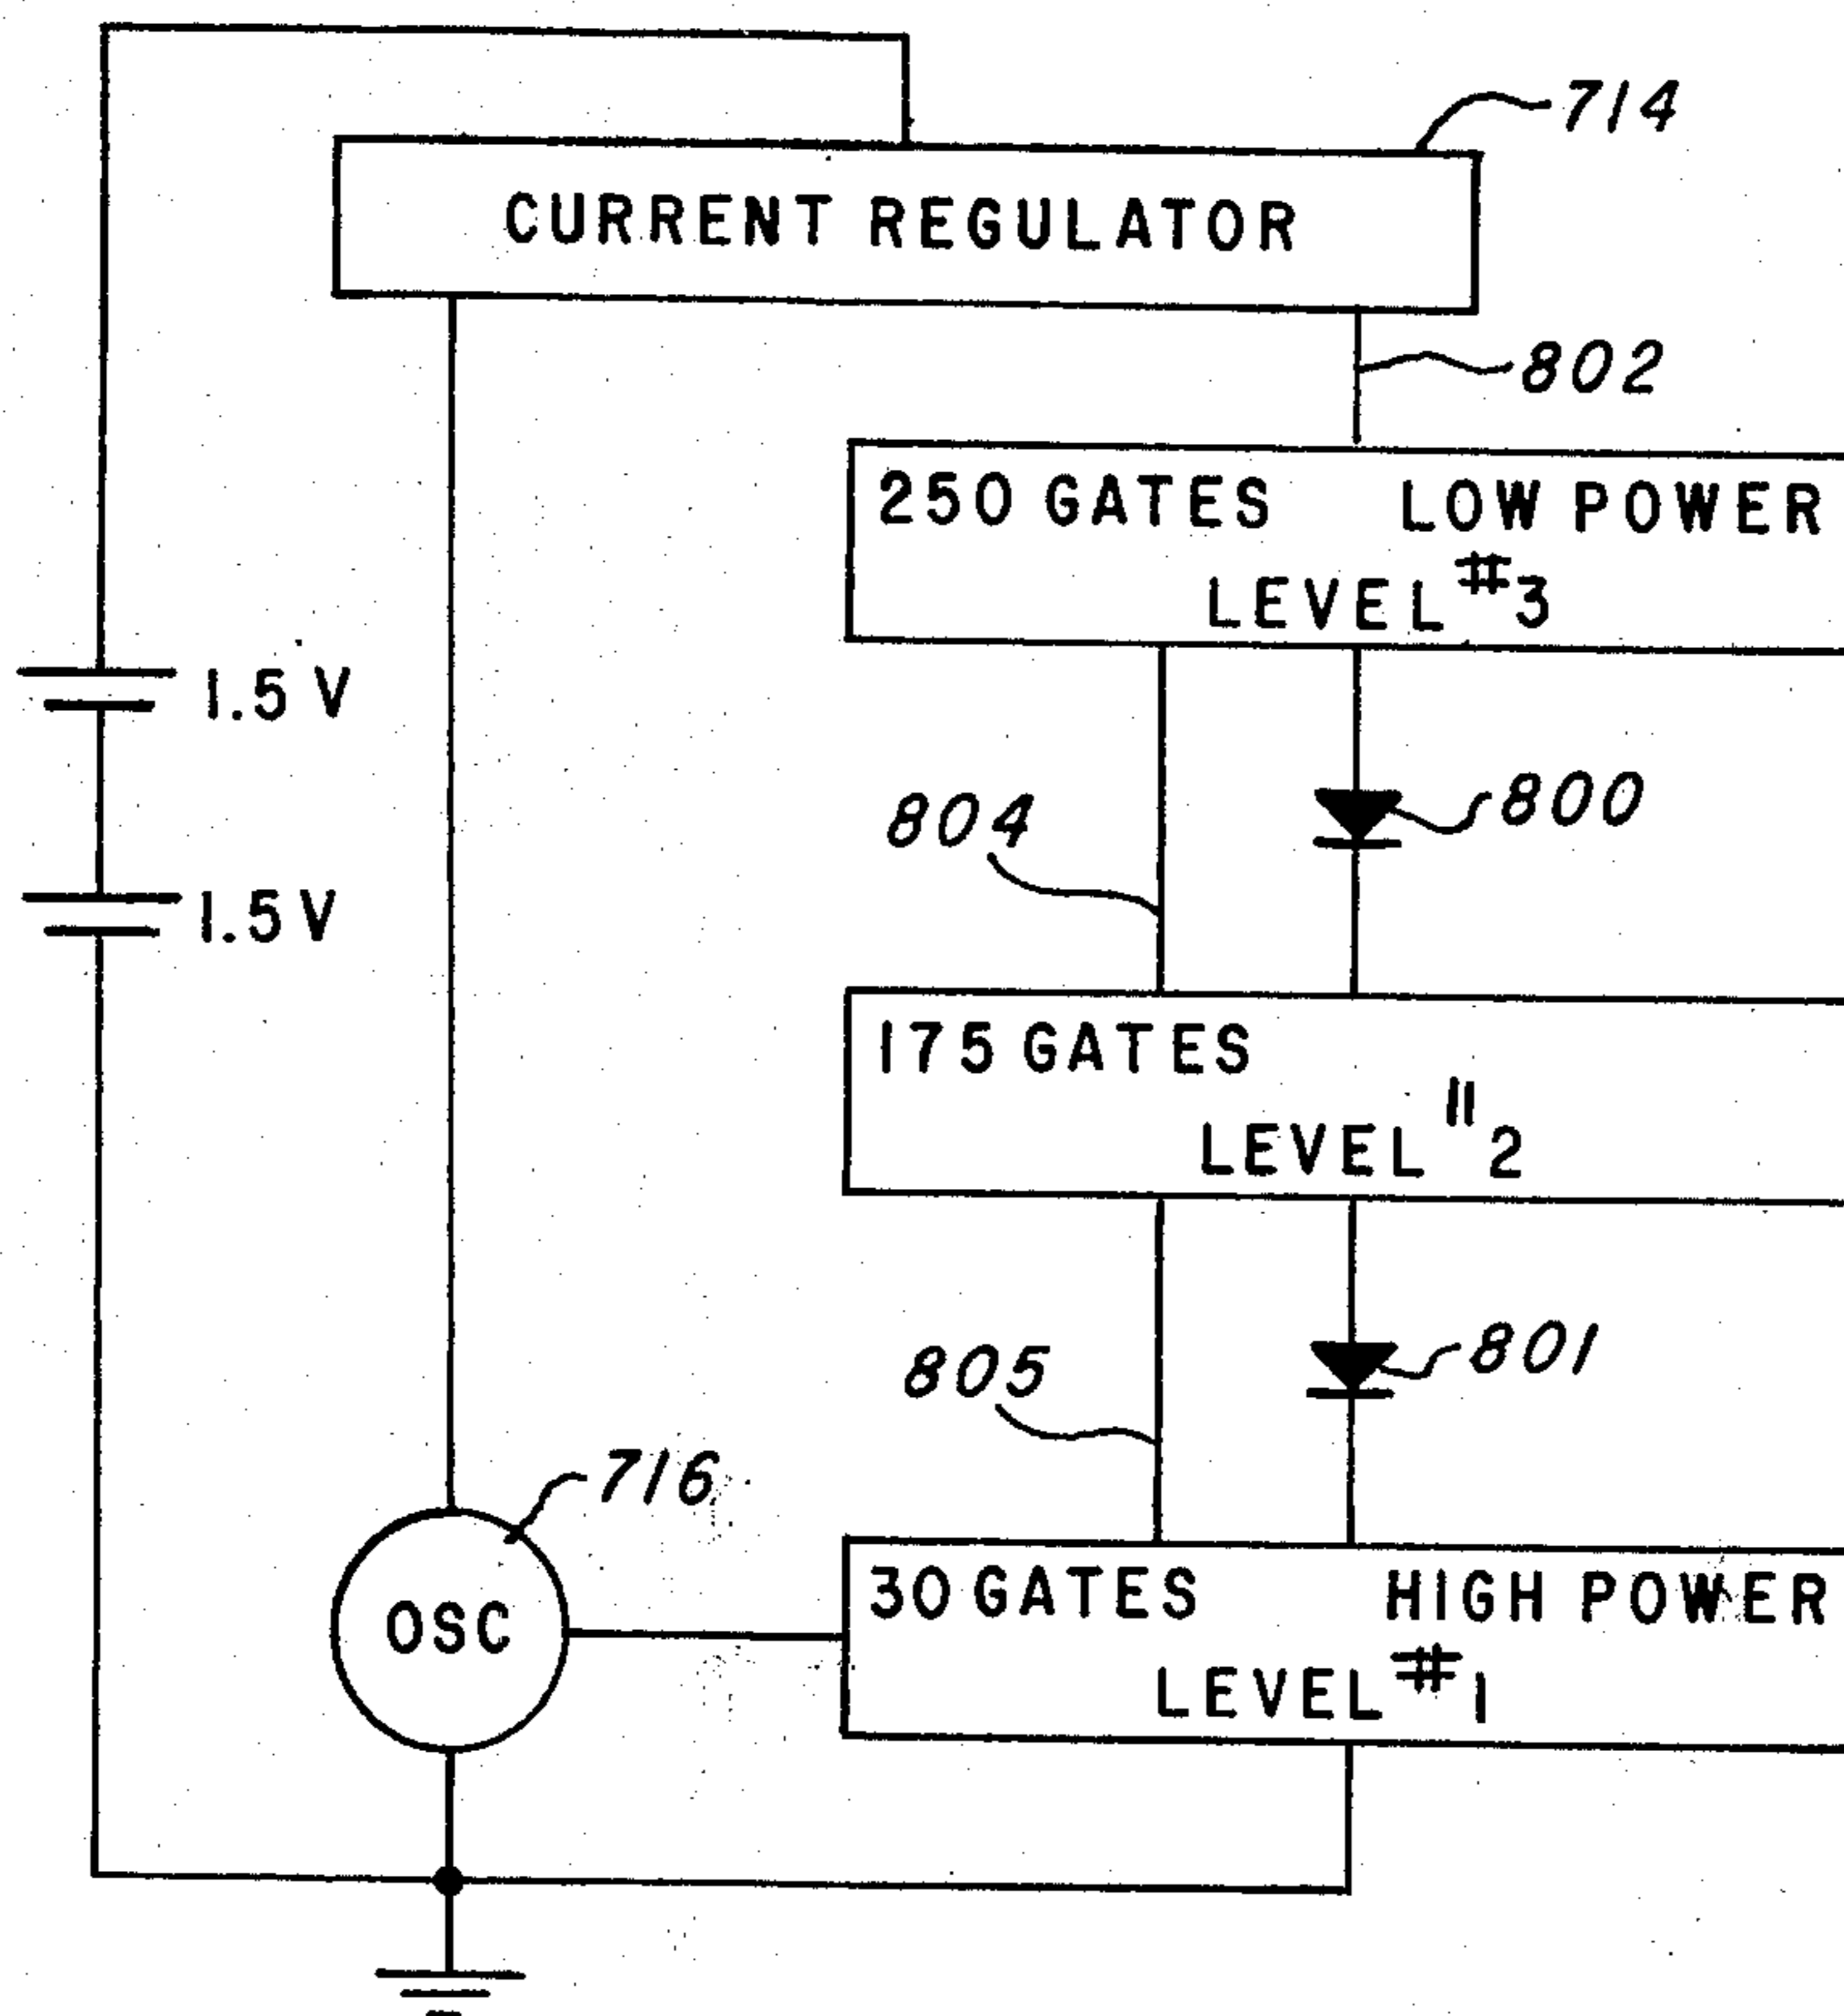 714
CURRENT REGULATOR
802
250 GATES LOW POWER
LEVEL #3
1.5 V
804
800
1.5 V
175 GATES
LEVEL "2
805
801
716
OSC
30 GATES HIGH POWER
LEVEL #1